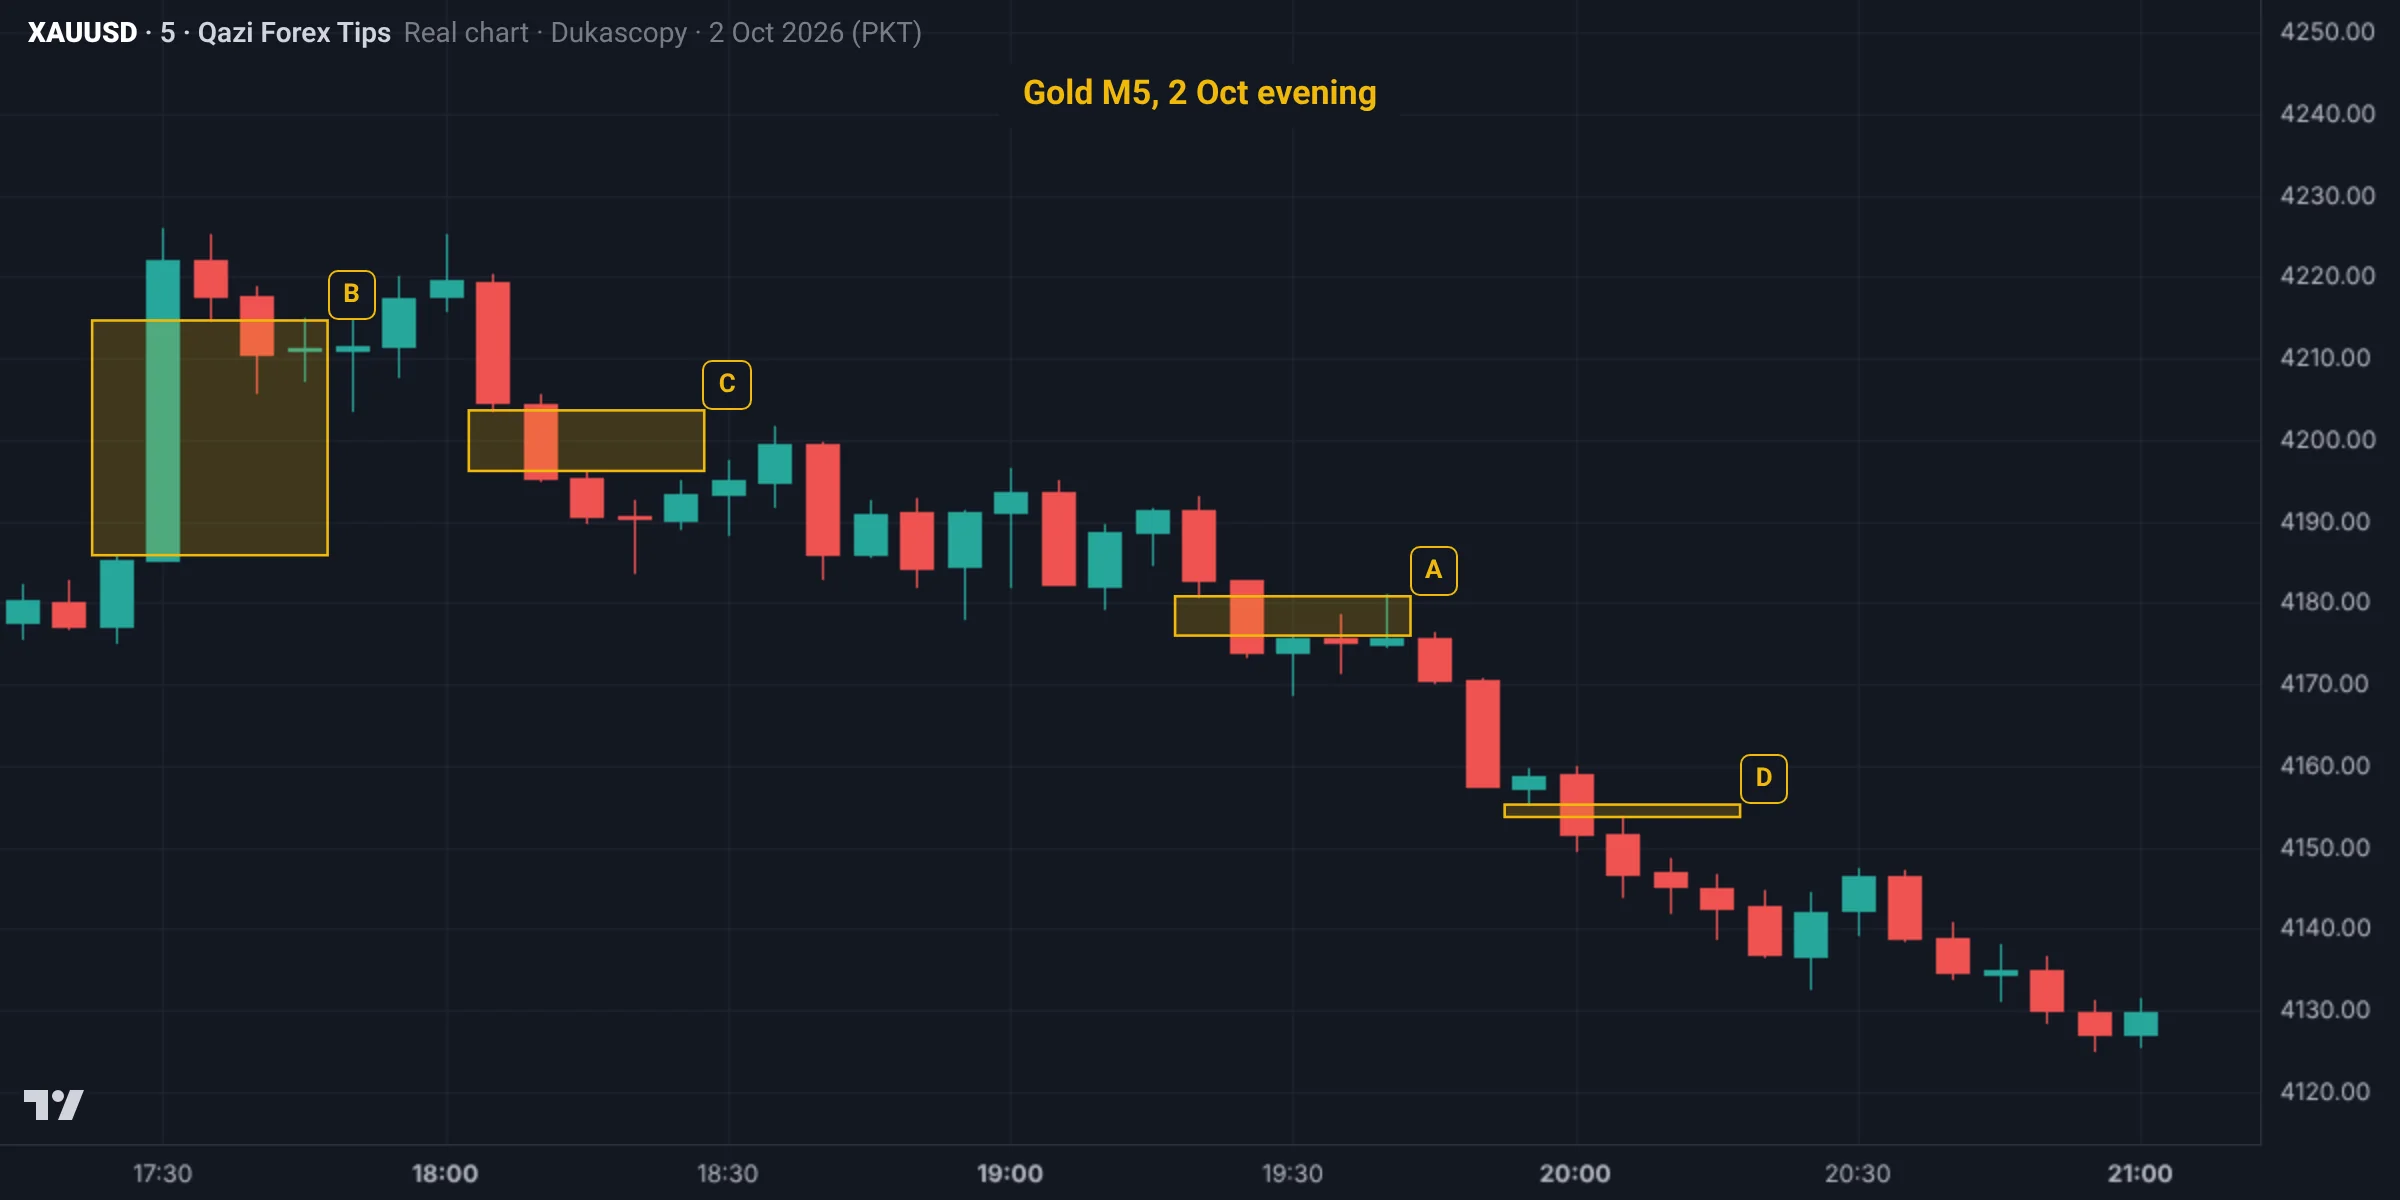 XAUUSD · 5 · Qazi Forex Tips Real chart · Dukascopy · 2 Oct 2026 (PKT)
Gold M5, 2 Oct evening
B
C
A
D
4250.00
4240.00
4230.00
4220.00
4210.00
4200.00
4190.00
4180.00
4170.00
4160.00
4150.00
4140.00
4130.00
4120.00
17:30 18:00 18:30 19:00 19:30 20:00 20:30 21:00